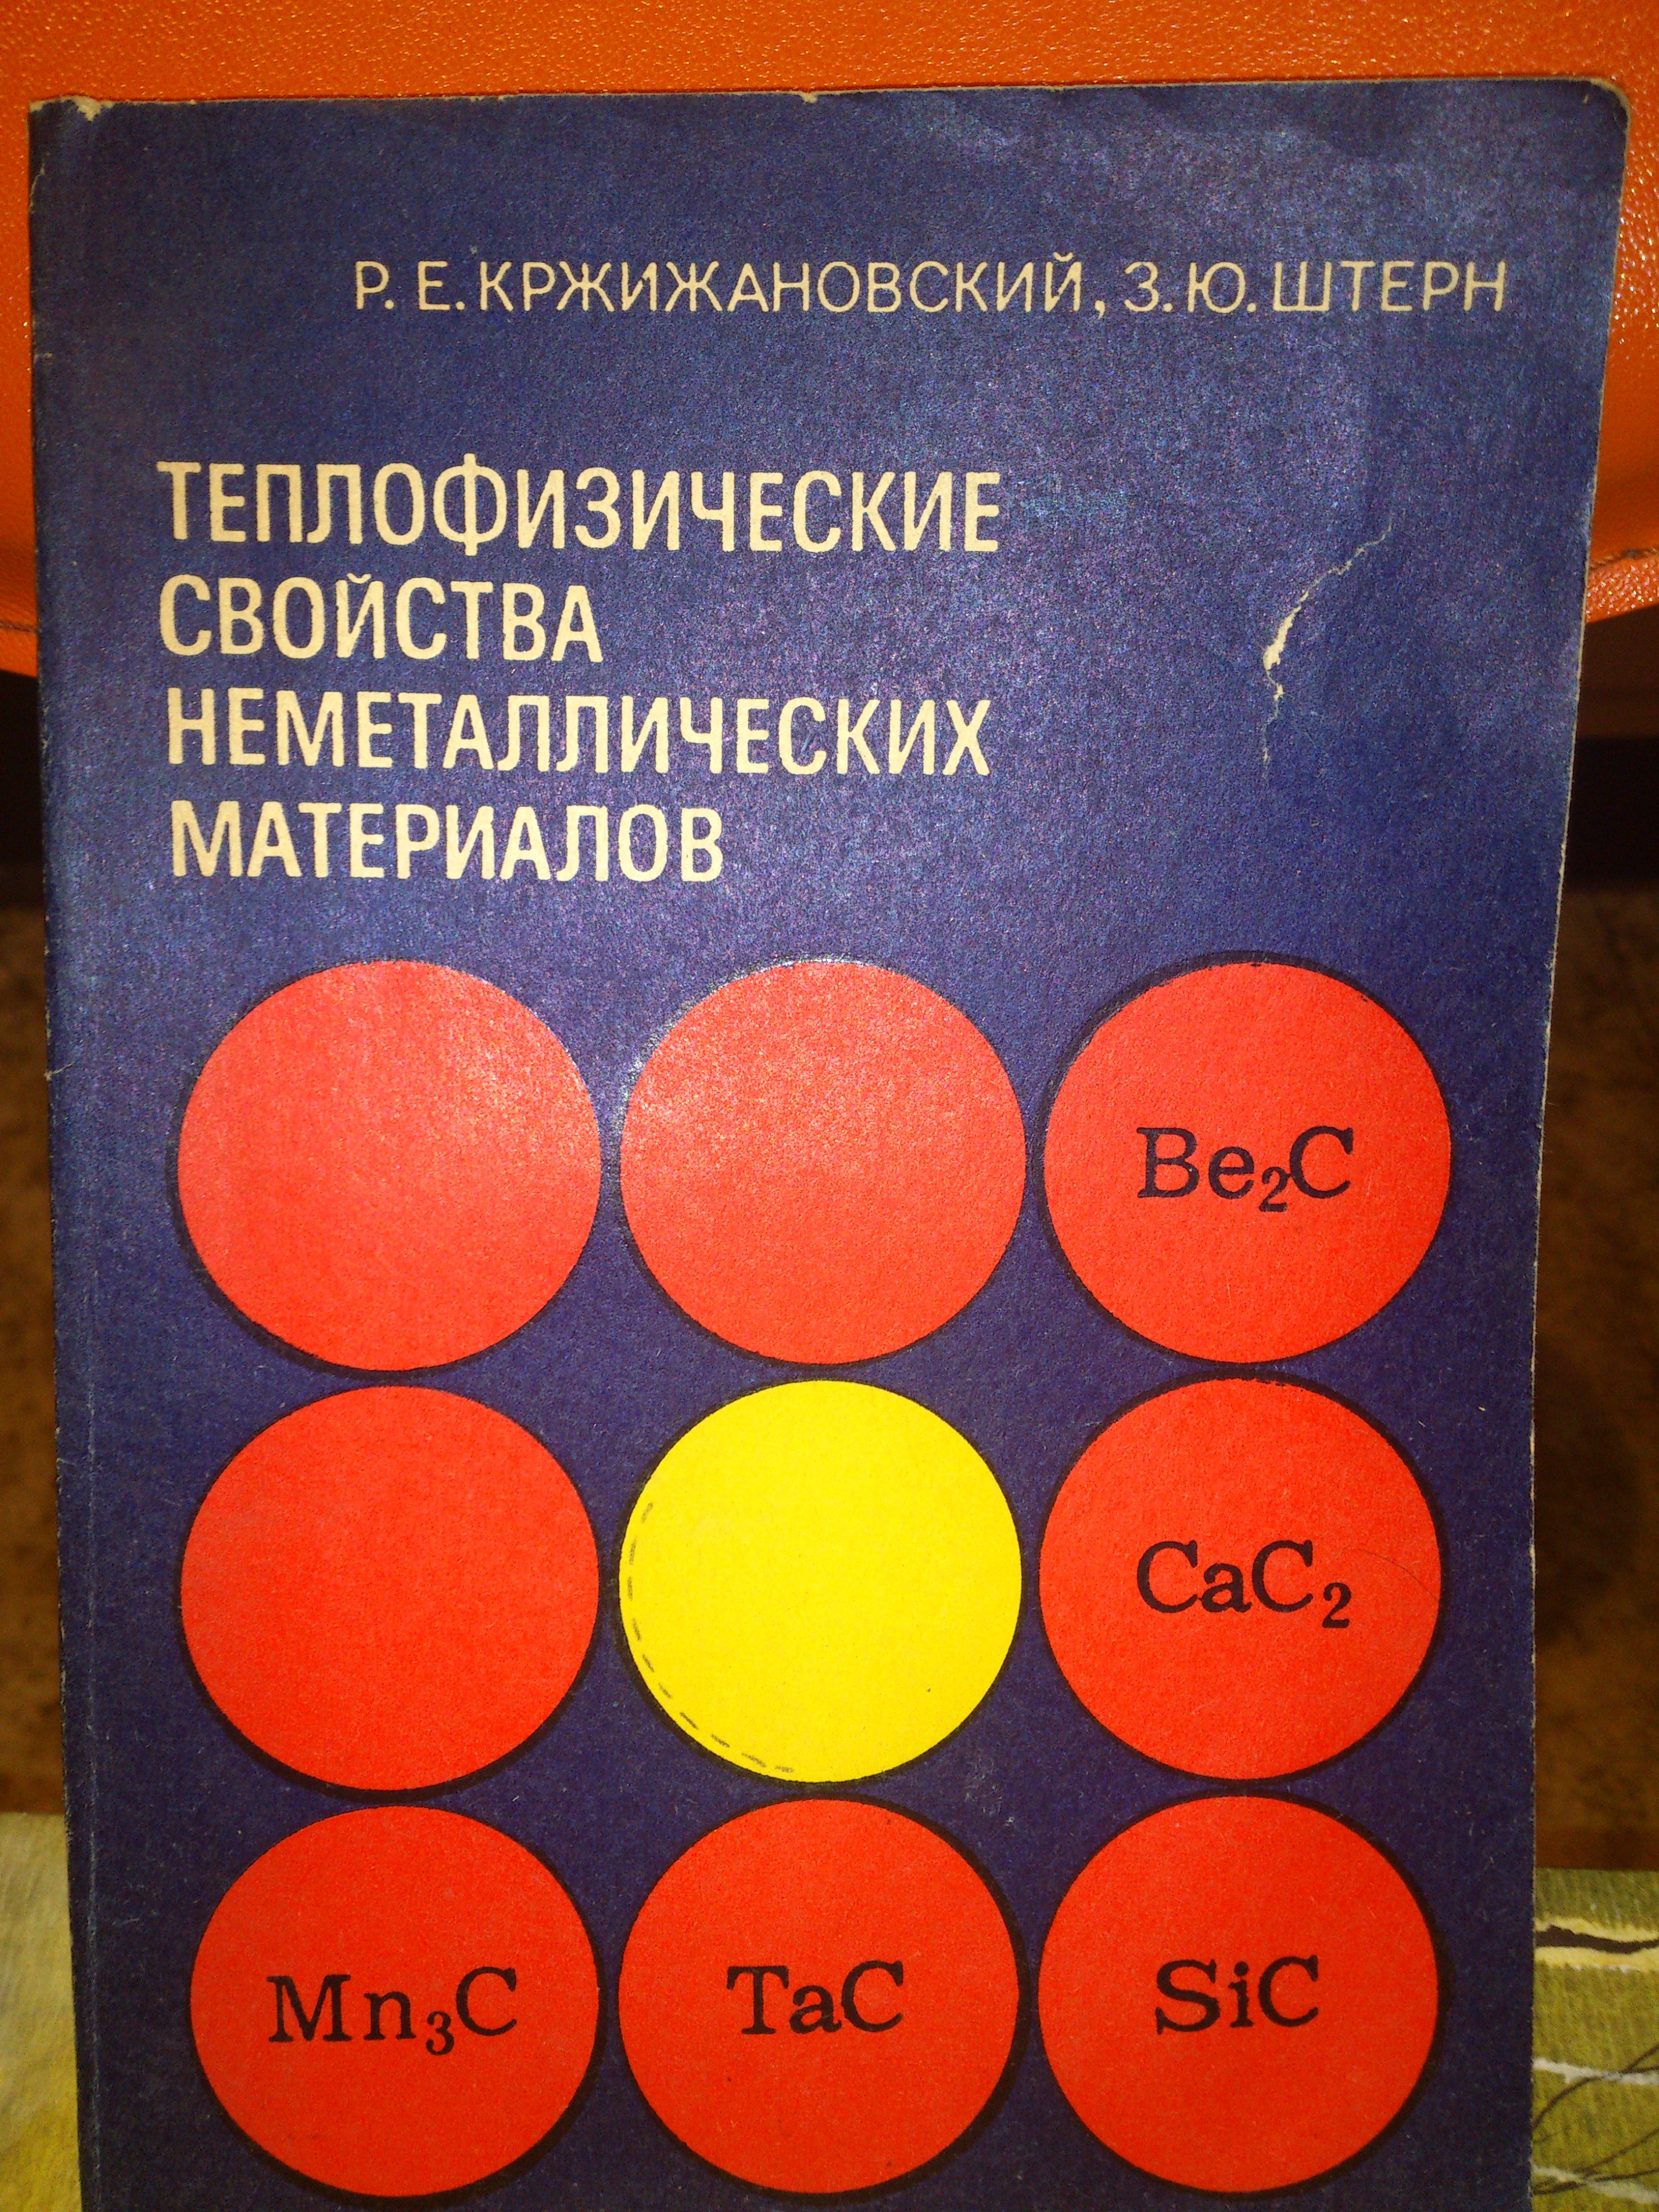 Р. Е. КРЖИЖАНОВСКИЙ, З. Ю. ШТЕРН
ТЕПЛОФИЗИЧЕСКИЕ
СВОЙСТВА
НЕМЕТАЛЛИЧЕСКИХ
МАТЕРИАЛОВ
Be₂C
CaC₂
Mn₃C TaC SiC